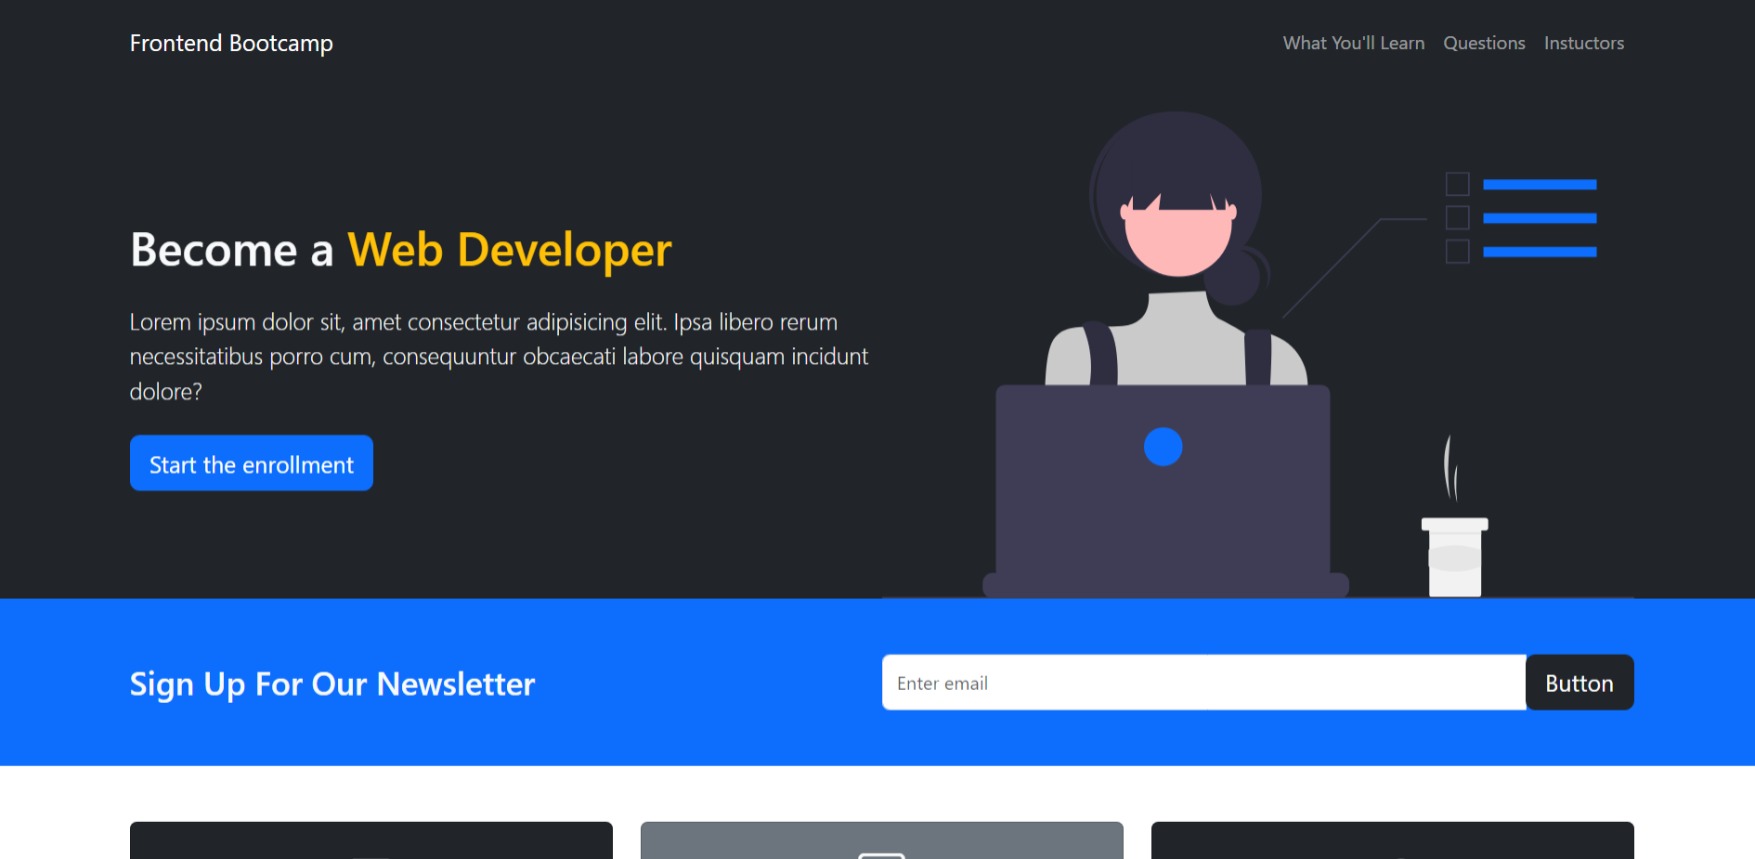 Frontend Bootcamp
What You'll Learn Questions Instuctors
Become a Web Developer
Lorem ipsum dolor sit, amet consectetur adipisicing elit. Ipsa libero rerum
necessitatibus porro cum, consequuntur obcaecati labore quisquam incidunt
dolore?
Start the enrollment
Sign Up For Our Newsletter
Enter email
Button